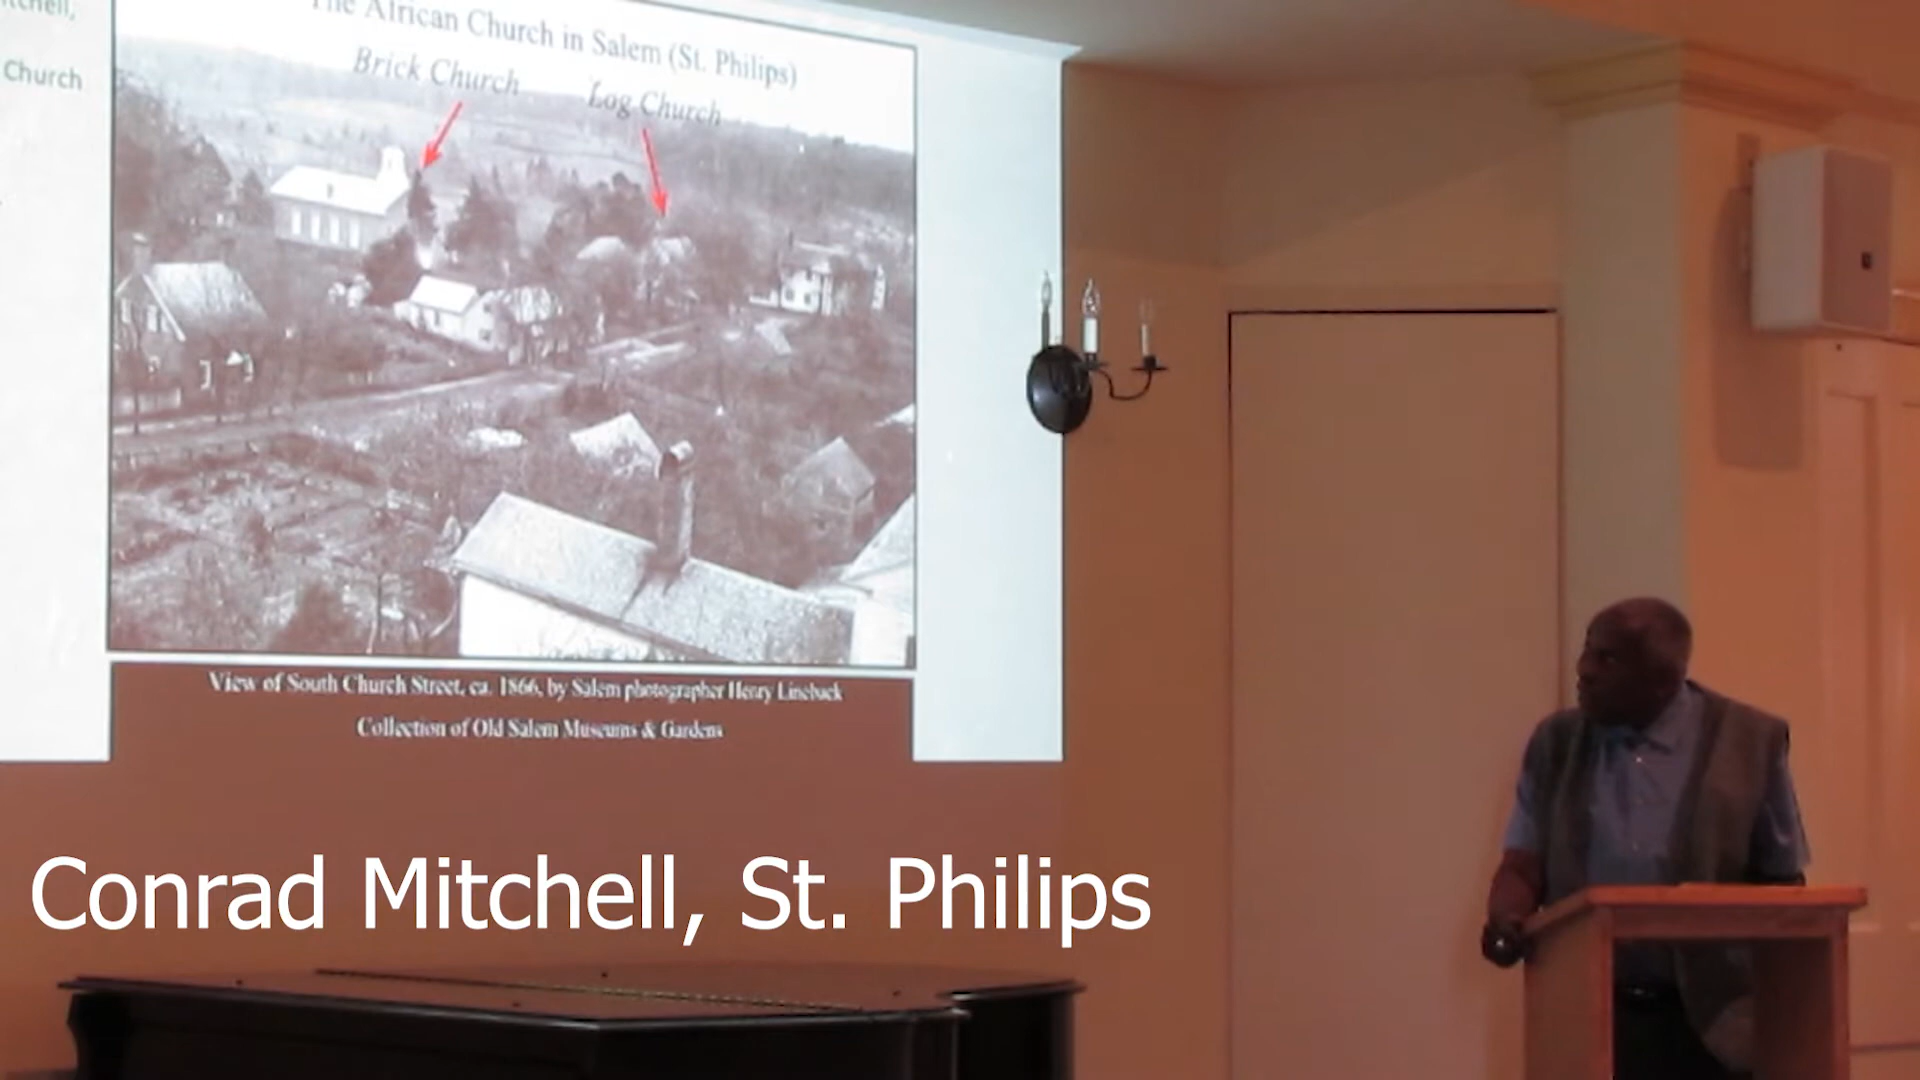 The African Church in Salem (St. Philips)
Brick Church
Log Church
Church
View of South Church Street, ca. 1866, by Salem photographer Henry Lineback
Collection of Old Salem Museums & Gardens
Conrad Mitchell, St. Philips